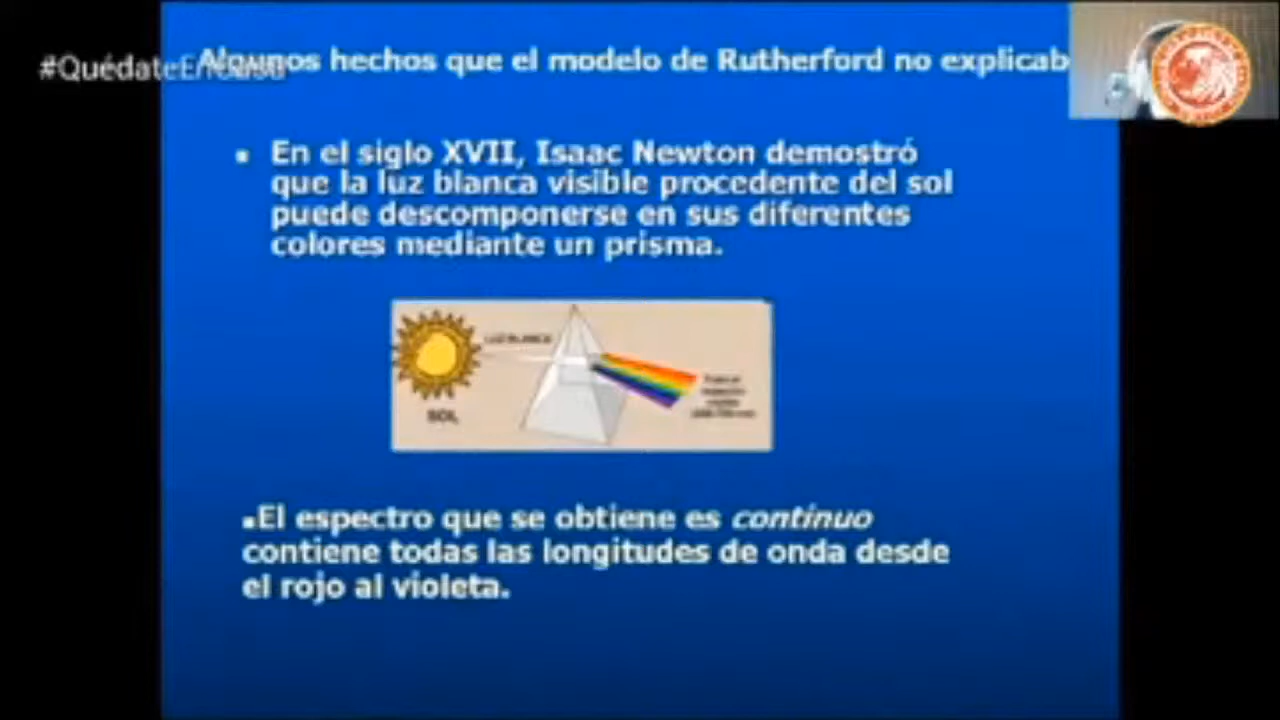 #QuédateEnCasa
Algunos hechos que el modelo de Rutherford no explicab
En el siglo XVII, Isaac Newton demostró
que la luz blanca visible procedente del sol
puede descomponerse en sus diferentes
colores mediante un prisma.
LUZ BLANCA
SOL
El espectro que se obtiene es continuo
contiene todas las longitudes de onda desde
el rojo al violeta.